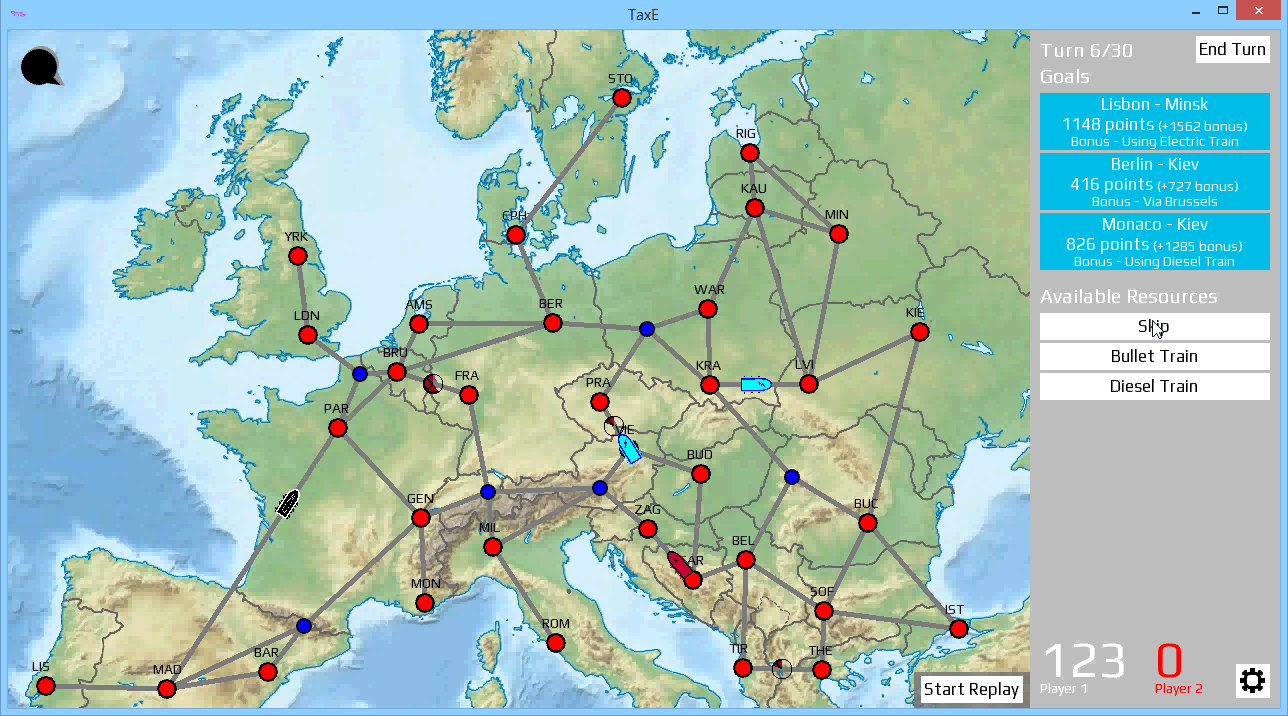 TaxE
Turn 6/30
End Turn
Goals
Lisbon - Minsk
1148 points (+1562 bonus)
Bonus - Using Electric Train
Berlin - Kiev
416 points (+727 bonus)
Bonus - Via Brussels
Monaco - Kiev
826 points (+1285 bonus)
Bonus - Using Diesel Train
Available Resources
Skip
Bullet Train
Diesel Train
123
Player 1
0
Player 2
Start Replay
STO
RIG
KAU
CPH
MIN
YRK
WAR
AMS
BER
KIE
LDN
BRU
FRA
KRA
LVI
PRA
PAR
VIE
BUD
GEN
ZAG
BUC
MIL
BEL
SAR
MON
SOF
IST
ROM
BAR
TIR
THE
LIS
MAD